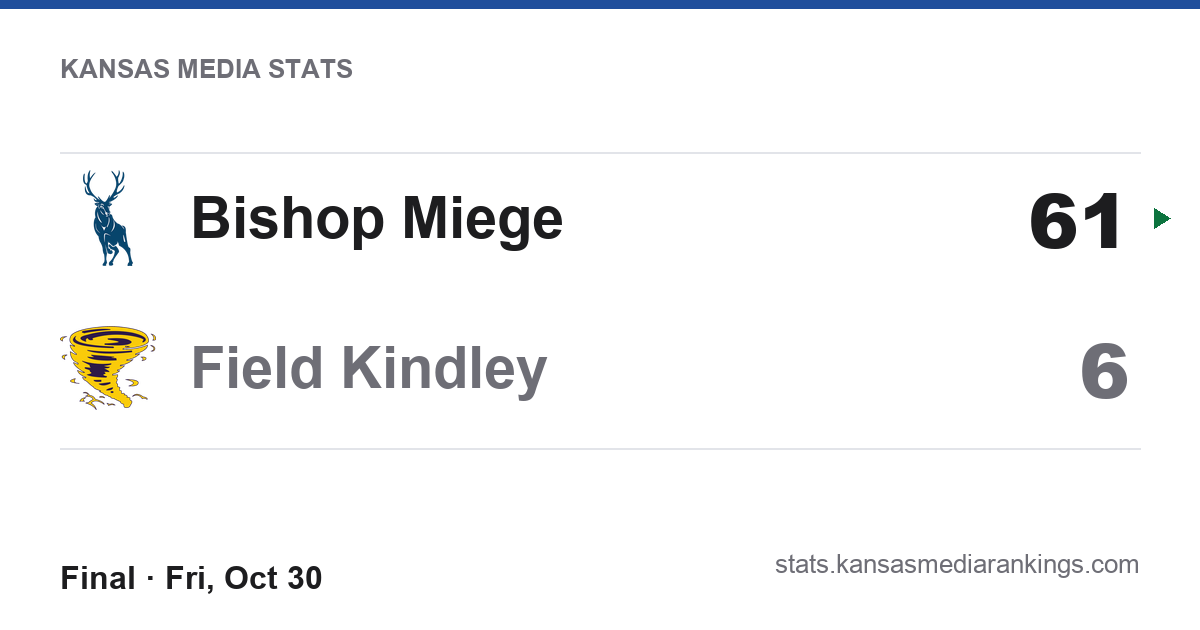 KANSAS MEDIA STATS
Bishop Miege 61
Field Kindley 6
Final · Fri, Oct 30
stats.kansasmediarankings.com